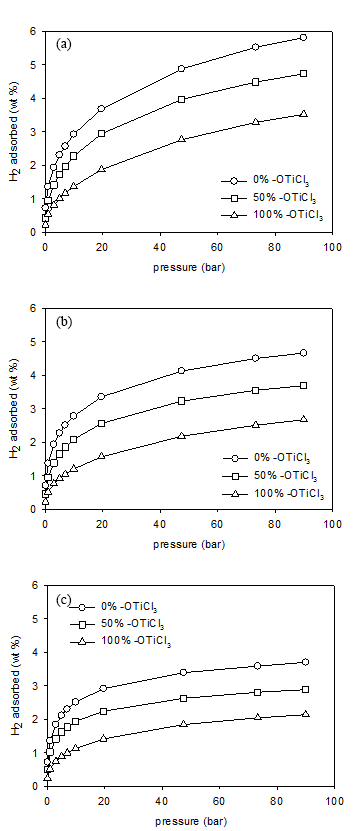 (a)
6
5
4
3
2
1
0
H2 adsorbed (wt %)
0% -OTiCl3
50% -OTiCl3
100% -OTiCl3
0 20 40 60 80 100
pressure (bar)
(b)
6
5
4
3
2
1
0
H2 adsorbed (wt %)
0% -OTiCl3
50% -OTiCl3
100% -OTiCl3
0 20 40 60 80 100
pressure (bar)
(c)
6
5
4
3
2
1
0
H2 adsorbed (wt %)
0% -OTiCl3
50% -OTiCl3
100% -OTiCl3
0 20 40 60 80 100
pressure (bar)